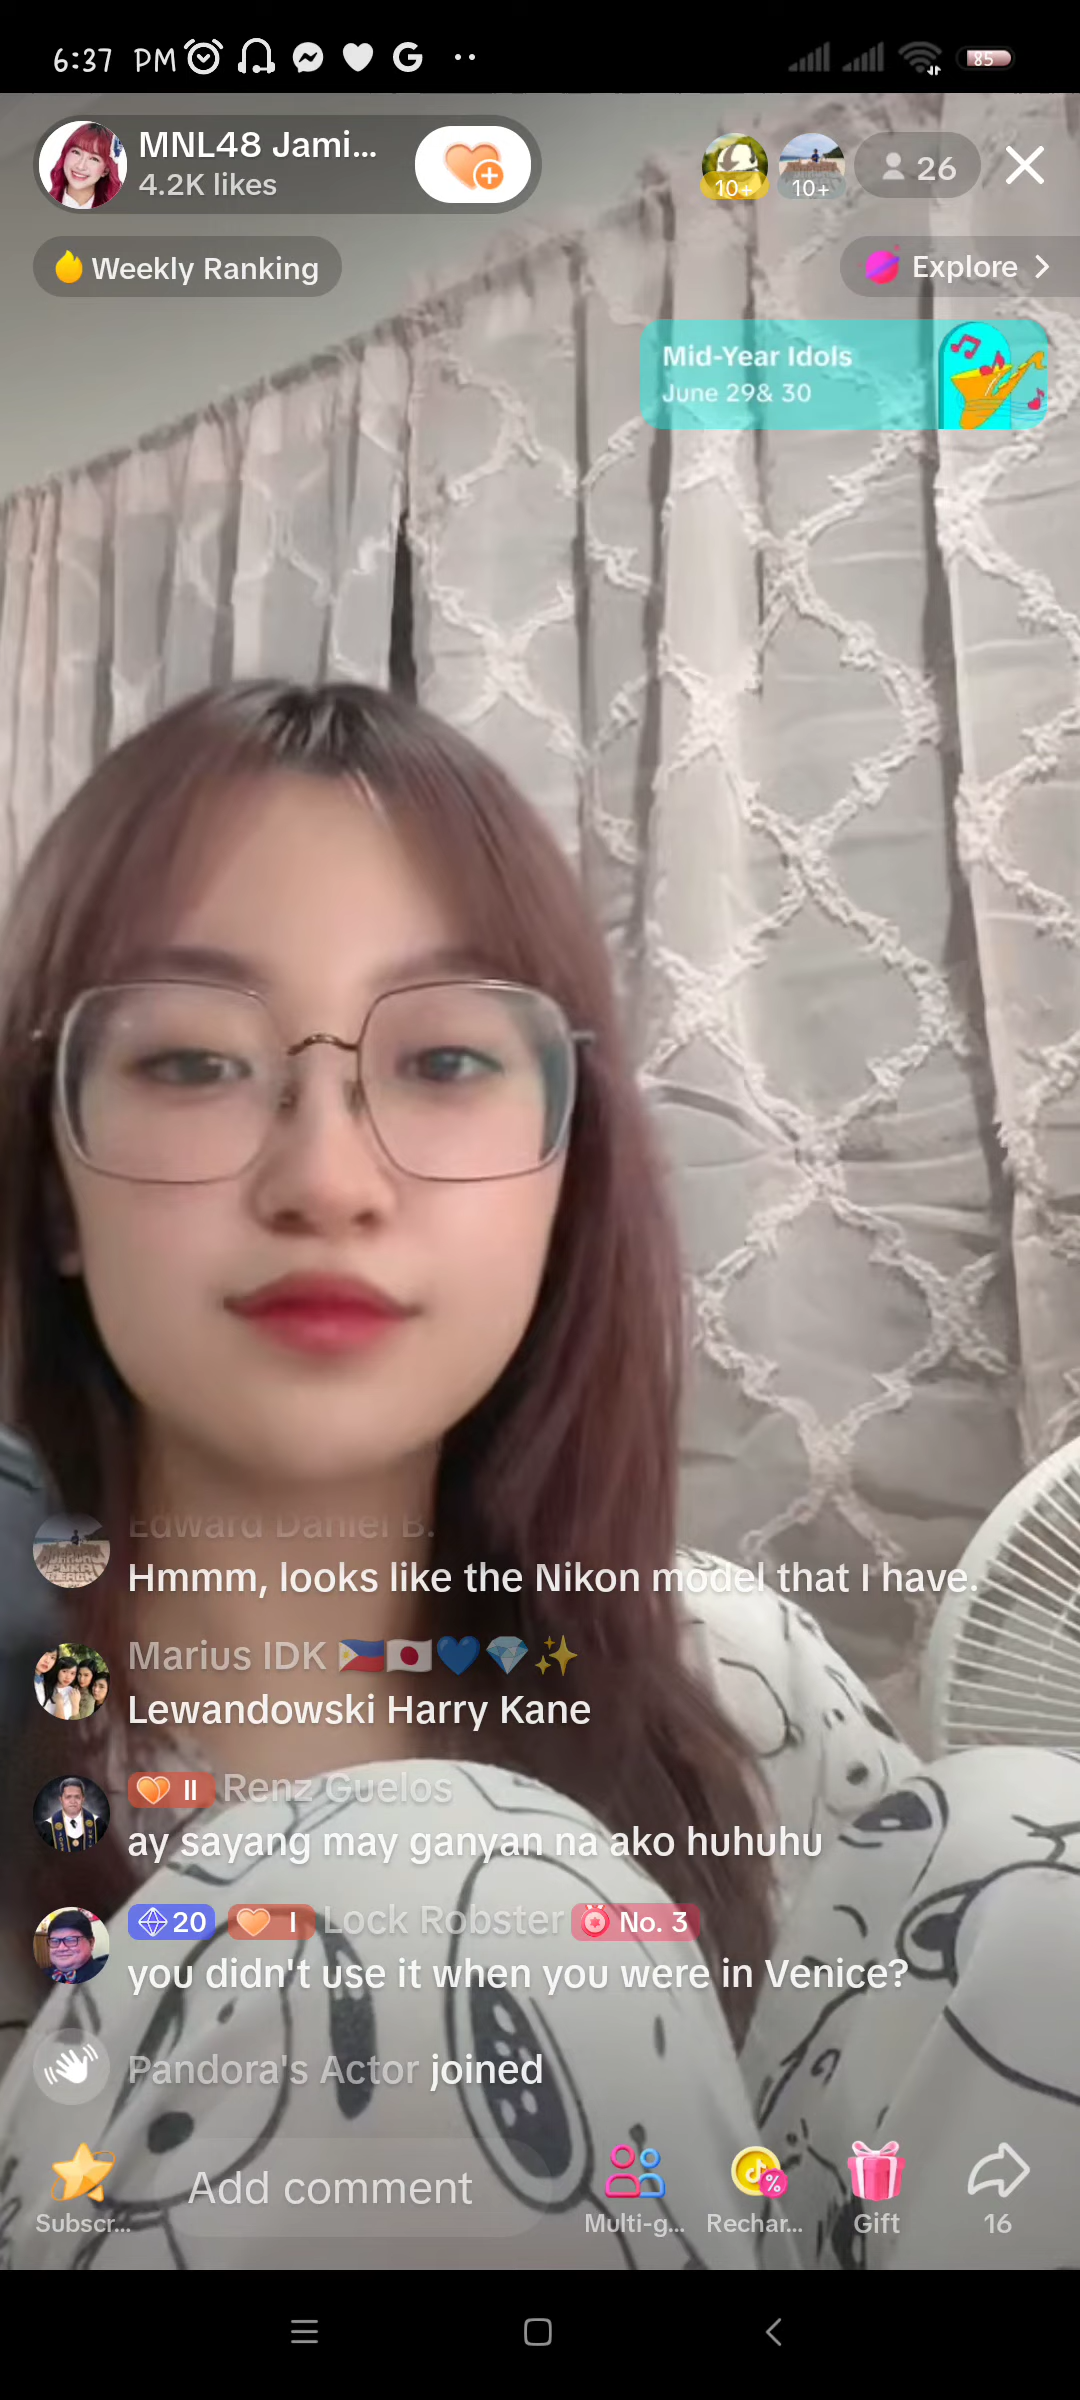 6:37 PM
85
MNL48 Jami...
4.2K likes
10+
10+
26
Weekly Ranking
Explore
Mid-Year Idols
June 29& 30
Edward Daniel B.
Hmmm, looks like the Nikon model that I have.
Marius IDK 🇵🇭🇯🇵💙💎✨
Lewandowski Harry Kane
II Renz Guelos
ay sayang may ganyan na ako huhuhu
20 I Lock Robster No. 3
you didn't use it when you were in Venice?
Pandora's Actor joined
Add comment
Subscr...
Multi-g...
Rechar...
Gift
16